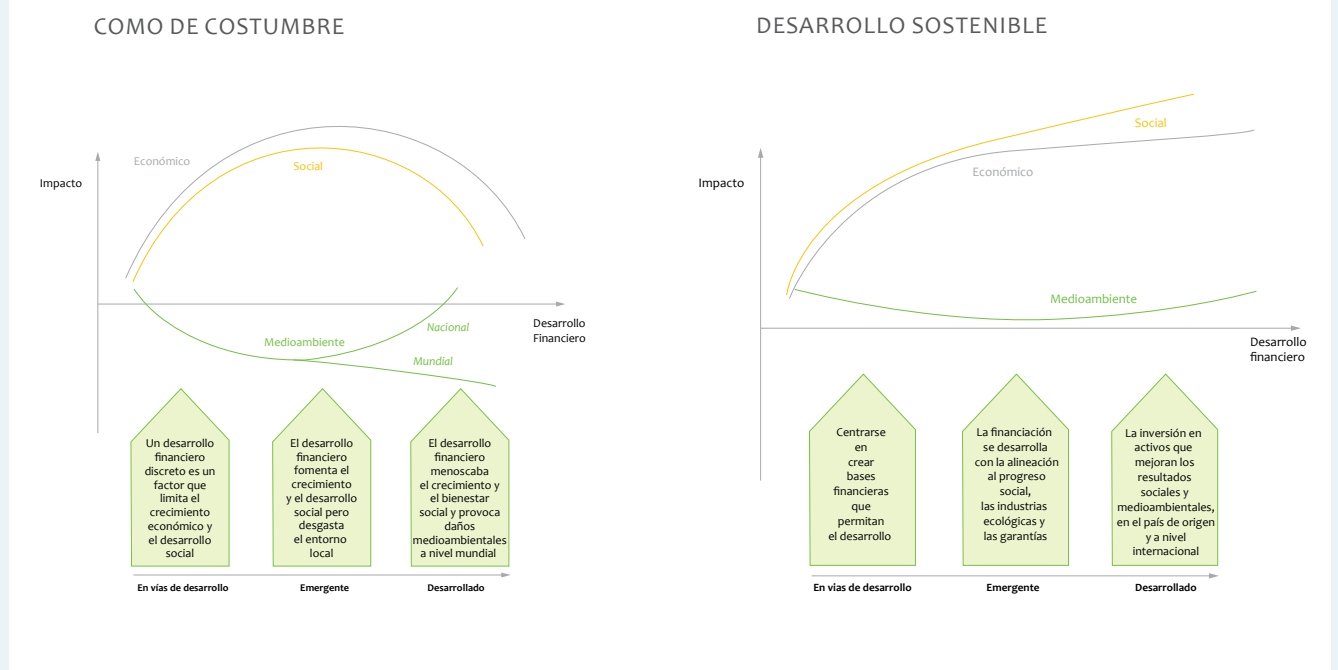 COMO DE COSTUMBRE
Económico
Social
Impacto
Desarrollo
Financiero
Nacional
Medioambiente
Mundial
Un desarrollo
financiero
discreto es un
factor que
limita el
crecimiento
económico y
el desarrollo
social
El desarrollo
financiero
fomenta el
crecimiento
y el desarrollo
social pero
desgasta
el entorno
local
El desarrollo
financiero
menoscaba
el crecimiento y
el bienestar
social y provoca
daños
medioambientales
a nivel mundial
En vías de desarrollo
Emergente
Desarrollado
DESARROLLO SOSTENIBLE
Social
Económico
Impacto
Medioambiente
Desarrollo
financiero
Centrarse
en
crear
bases
financieras
que
permitan
el desarrollo
La financiación
se desarrolla
con la alineación
al progreso
social,
las industrias
ecológicas y
las garantías
La inversión en
activos que
mejoran los
resultados
sociales y
medioambientales,
en el país de origen
y a nivel
internacional
En vias de desarrollo
Emergente
Desarrollado